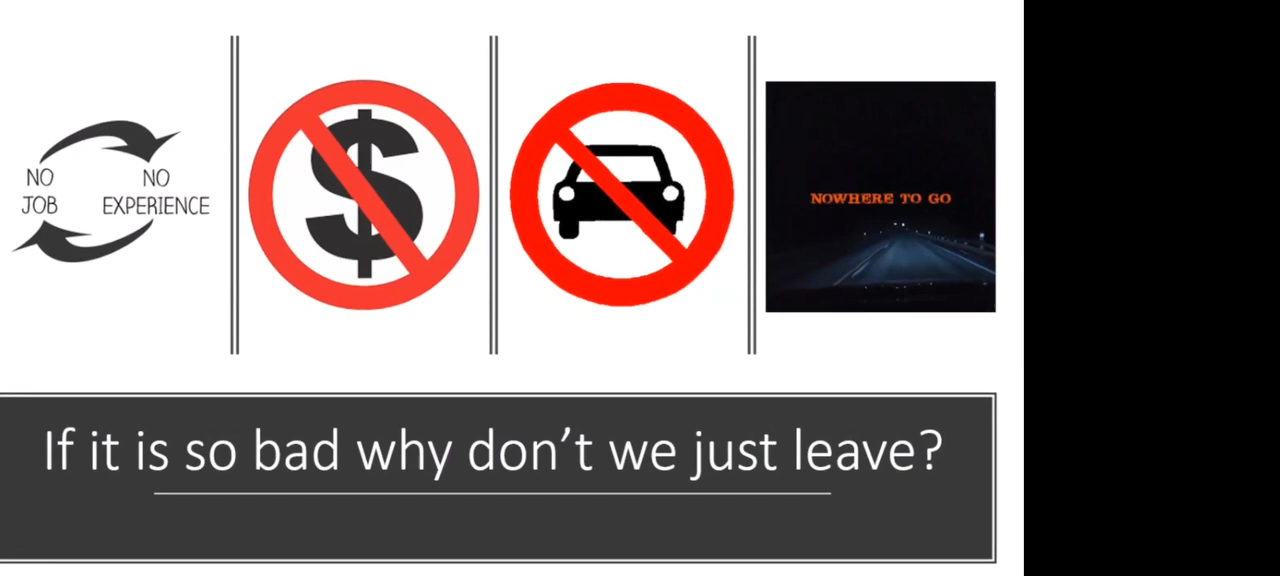 NO
JOB
NO
EXPERIENCE
$
NOWHERE TO GO
If it is so bad why don’t we just leave?